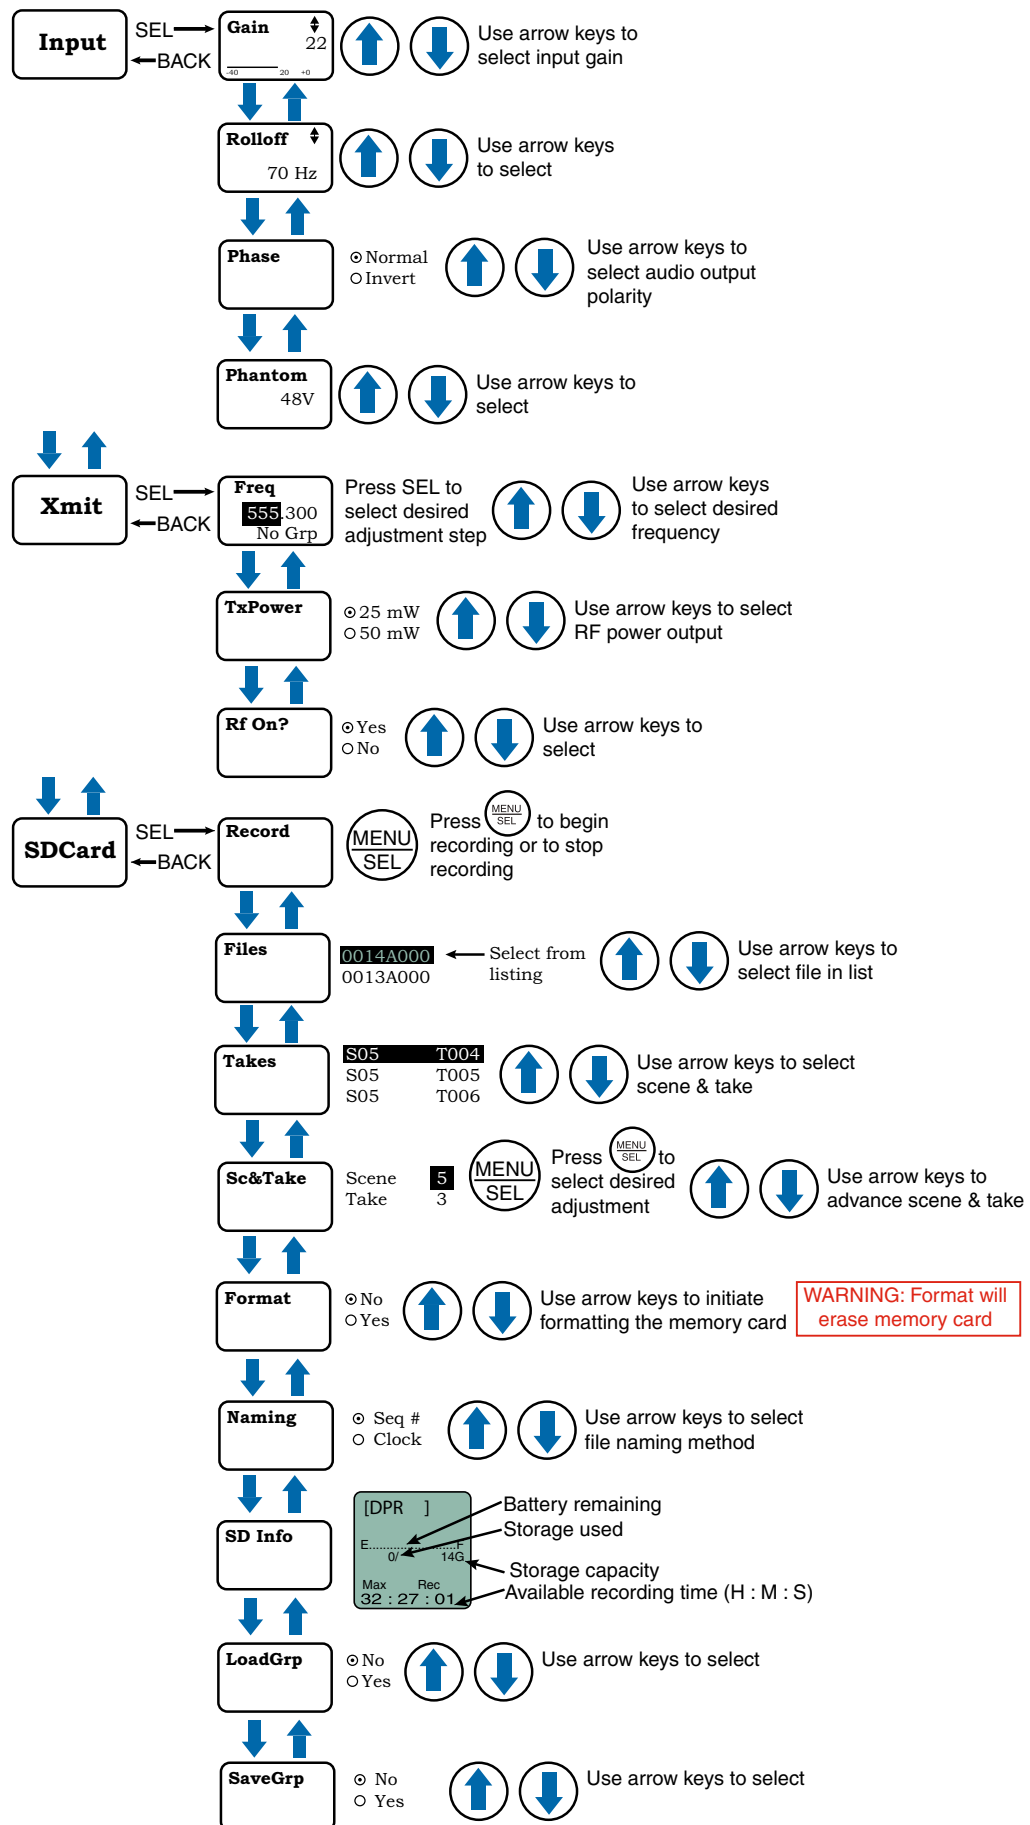 Input
SEL
BACK
Gain
22
-40 20 +0
Use arrow keys to
select input gain
Rolloff
70 Hz
Use arrow keys
to select
Phase
Normal
Invert
Use arrow keys to
select audio output
polarity
Phantom
48V
Use arrow keys to
select
Xmit
SEL
BACK
Freq
555.300
No Grp
Press SEL to
select desired
adjustment step
Use arrow keys
to select desired
frequency
TxPower
25 mW
50 mW
Use arrow keys to select
RF power output
Rf On?
Yes
No
Use arrow keys to
select
SDCard
SEL
BACK
Record
MENU
SEL
Press MENU SEL to begin
recording or to stop
recording
Files
0014A000
0013A000
Select from
listing
Use arrow keys to
select file in list
Takes
S05 T004
S05 T005
S05 T006
Use arrow keys to select
scene & take
Sc&Take
Scene 5
Take 3
MENU
SEL
Press MENU SEL to
select desired
adjustment
Use arrow keys to
advance scene & take
Format
No
Yes
Use arrow keys to initiate
formatting the memory card
WARNING: Format will
erase memory card
Naming
Seq #
Clock
Use arrow keys to select
file naming method
SD Info
[DPR ]
E........................F
0/ 14G
Max Rec
32 : 27 : 01
Battery remaining
Storage used
Storage capacity
Available recording time (H : M : S)
LoadGrp
No
Yes
Use arrow keys to select
SaveGrp
No
Yes
Use arrow keys to select